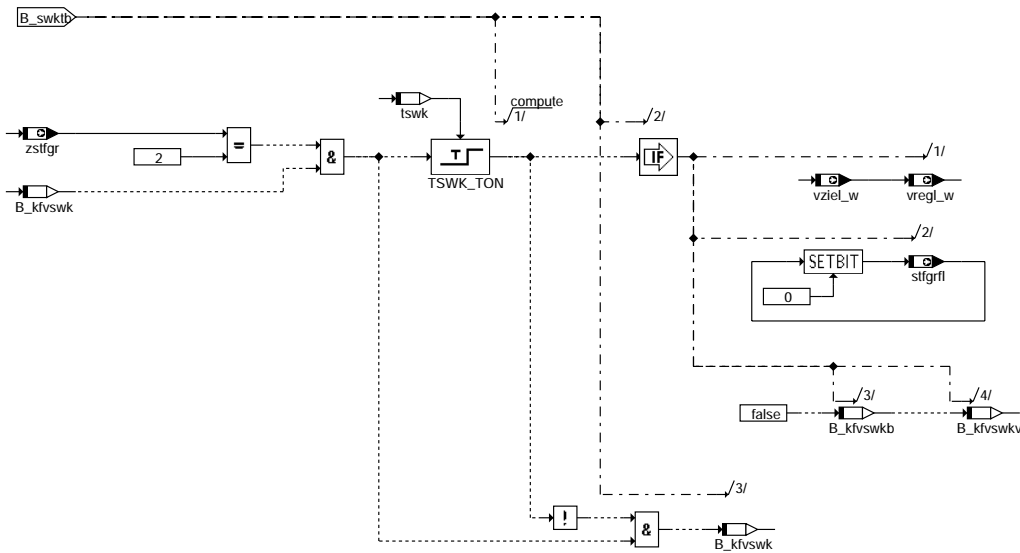 B_swktb
compute
1/
2/
tswk
zstfgr
2
=
&
T
TSWK_TON
IF
1/
B_kfvswk
vziel_w
vregl_w
2/
SETBIT
stfgrfl
0
3/
4/
false
B_kfvswkb
B_kfvswkv
3/
!
&
B_kfvswk